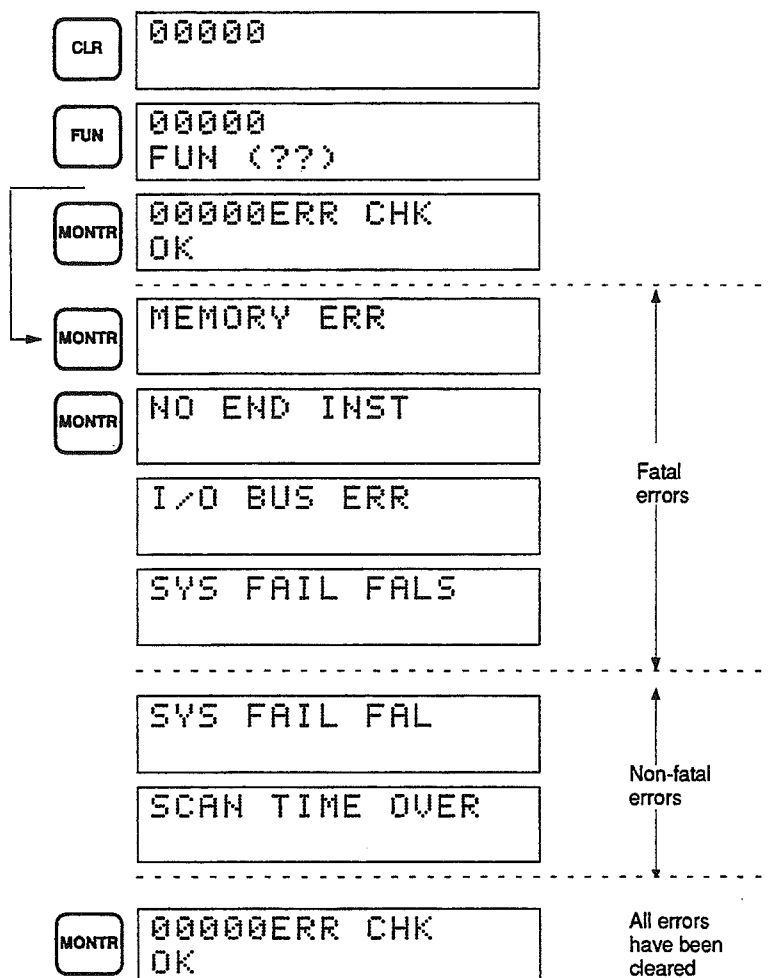 CLR
00000
FUN
00000
FUN (??)
MONTR
00000ERR CHK
OK
MONTR
MEMORY ERR
MONTR
NO END INST
I/O BUS ERR
SYS FAIL FALS
Fatal
errors
SYS FAIL FAL
SCAN TIME OVER
Non-fatal
errors
MONTR
00000ERR CHK
OK
All errors
have been
cleared